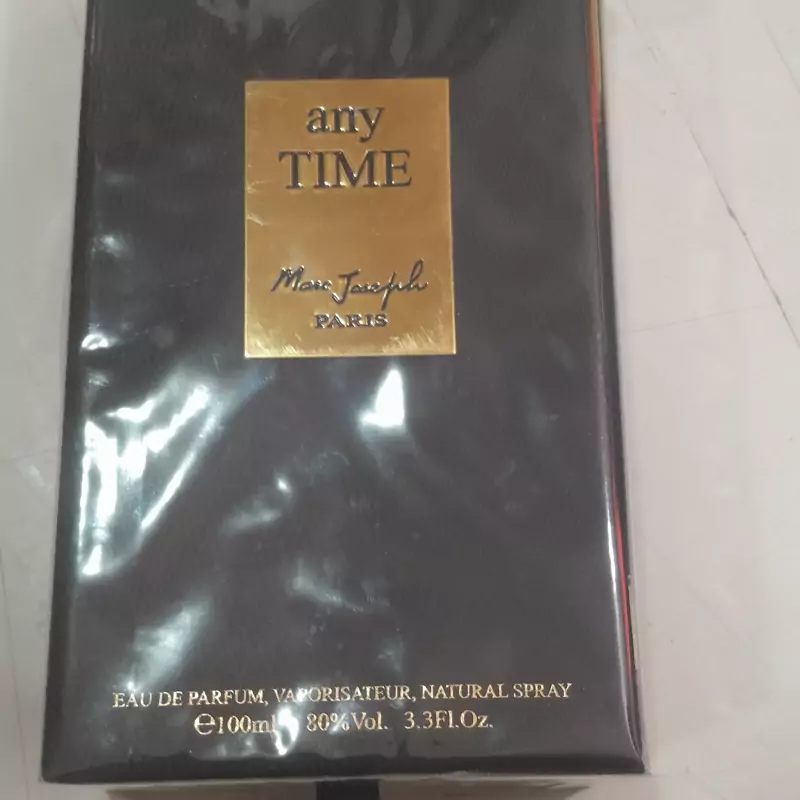 any
TIME
Marc Joseph
PARIS
EAU DE PARFUM, VAPORISATEUR, NATURAL SPRAY
℮100ml 80%Vol. 3.3Fl.Oz.